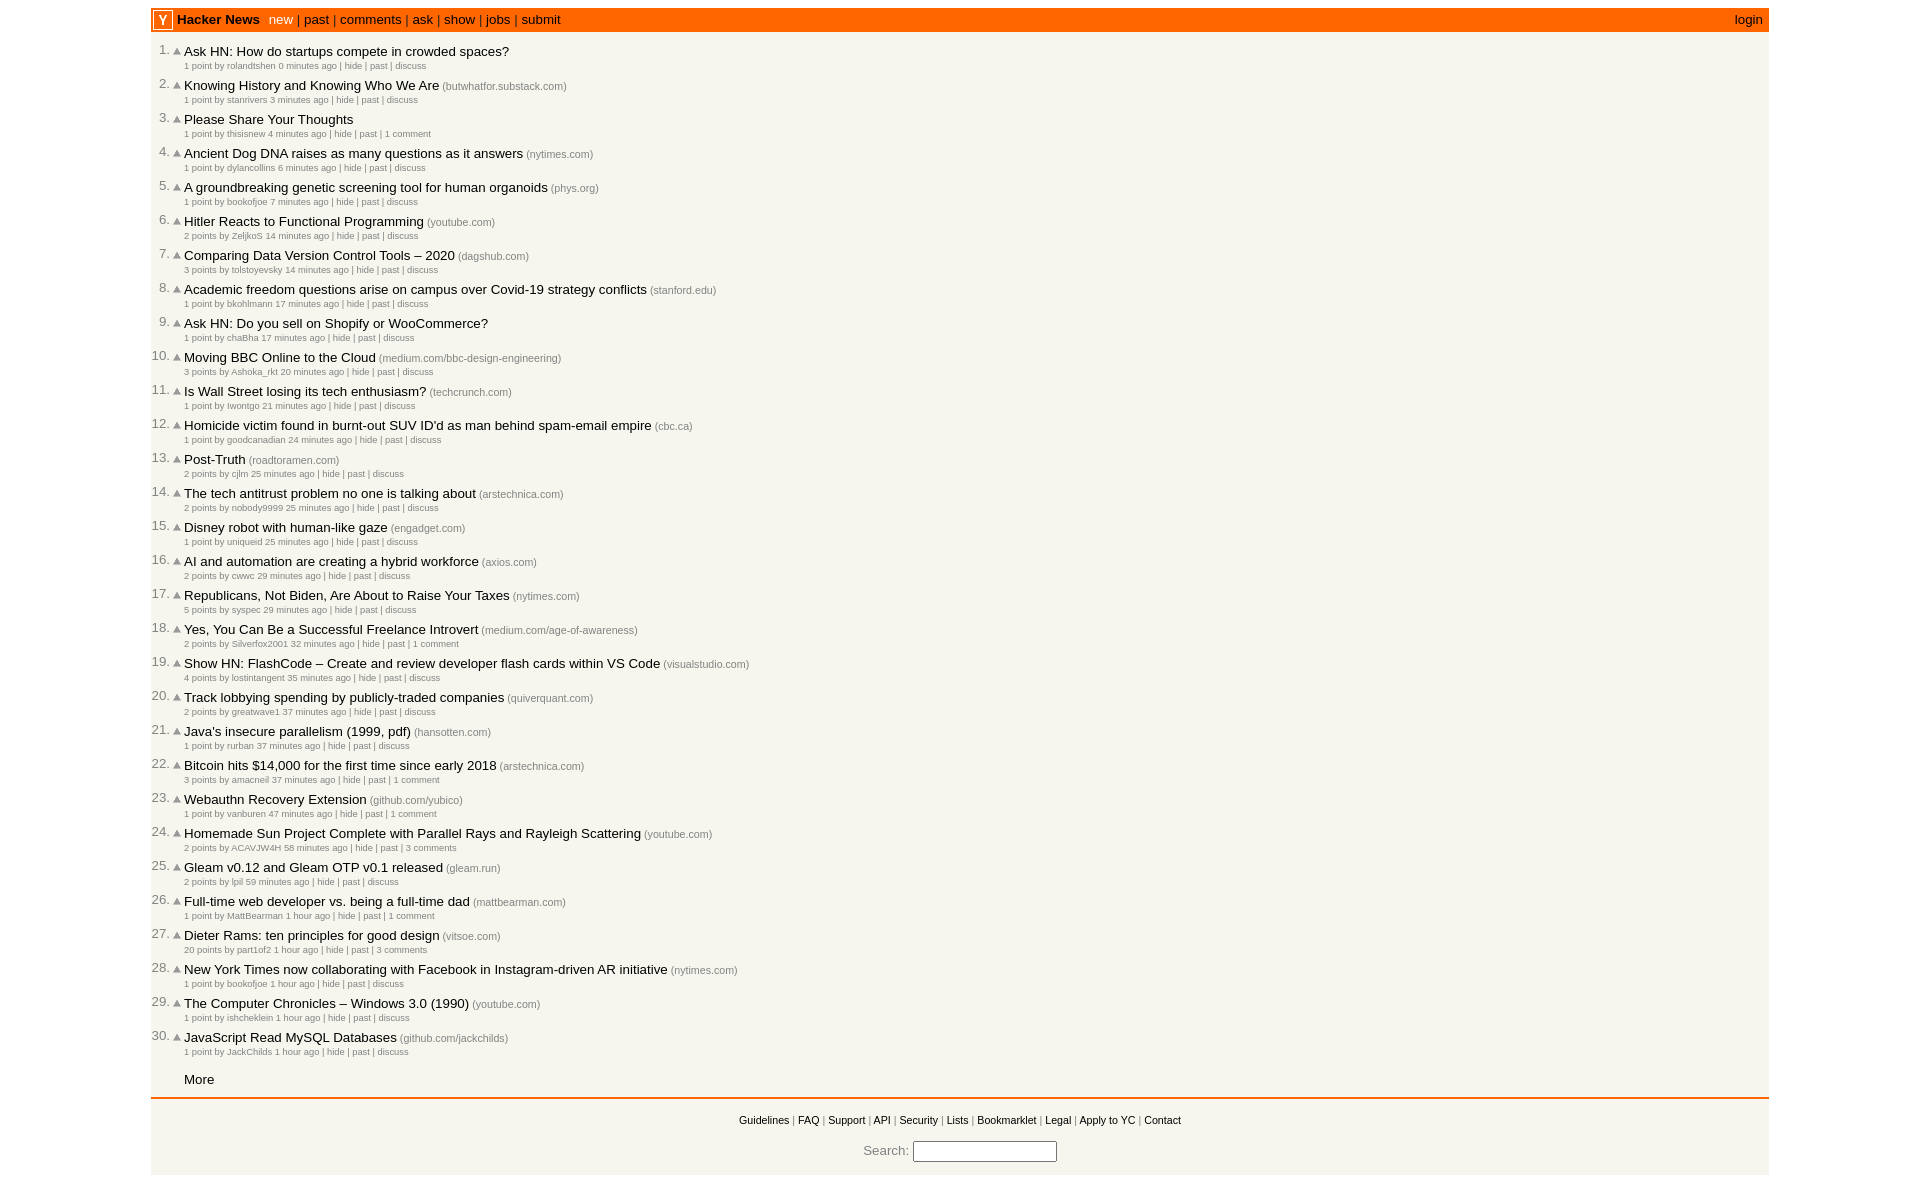 Y Hacker News new | past | comments | ask | show | jobs | submit login
1. Ask HN: How do startups compete in crowded spaces?
1 point by rolandtshen 0 minutes ago | hide | past | discuss
2. Knowing History and Knowing Who We Are (butwhatfor.substack.com)
1 point by stanrivers 3 minutes ago | hide | past | discuss
3. Please Share Your Thoughts
1 point by thisisnew 4 minutes ago | hide | past | 1 comment
4. Ancient Dog DNA raises as many questions as it answers (nytimes.com)
1 point by dylancollins 6 minutes ago | hide | past | discuss
5. A groundbreaking genetic screening tool for human organoids (phys.org)
1 point by bookofjoe 7 minutes ago | hide | past | discuss
6. Hitler Reacts to Functional Programming (youtube.com)
2 points by ZeljkoS 14 minutes ago | hide | past | discuss
7. Comparing Data Version Control Tools – 2020 (dagshub.com)
3 points by tolstoyevsky 14 minutes ago | hide | past | discuss
8. Academic freedom questions arise on campus over Covid-19 strategy conflicts (stanford.edu)
1 point by bkohlmann 17 minutes ago | hide | past | discuss
9. Ask HN: Do you sell on Shopify or WooCommerce?
1 point by chaBha 17 minutes ago | hide | past | discuss
10. Moving BBC Online to the Cloud (medium.com/bbc-design-engineering)
3 points by Ashoka_rkt 20 minutes ago | hide | past | discuss
11. Is Wall Street losing its tech enthusiasm? (techcrunch.com)
1 point by Iwontgo 21 minutes ago | hide | past | discuss
12. Homicide victim found in burnt-out SUV ID'd as man behind spam-email empire (cbc.ca)
1 point by goodcanadian 24 minutes ago | hide | past | discuss
13. Post-Truth (roadtoramen.com)
2 points by cjlm 25 minutes ago | hide | past | discuss
14. The tech antitrust problem no one is talking about (arstechnica.com)
2 points by nobody9999 25 minutes ago | hide | past | discuss
15. Disney robot with human-like gaze (engadget.com)
1 point by uniqueid 25 minutes ago | hide | past | discuss
16. AI and automation are creating a hybrid workforce (axios.com)
2 points by cwwc 29 minutes ago | hide | past | discuss
17. Republicans, Not Biden, Are About to Raise Your Taxes (nytimes.com)
5 points by syspec 29 minutes ago | hide | past | discuss
18. Yes, You Can Be a Successful Freelance Introvert (medium.com/age-of-awareness)
2 points by Silverfox2001 32 minutes ago | hide | past | 1 comment
19. Show HN: FlashCode – Create and review developer flash cards within VS Code (visualstudio.com)
4 points by lostintangent 35 minutes ago | hide | past | discuss
20. Track lobbying spending by publicly-traded companies (quiverquant.com)
2 points by greatwave1 37 minutes ago | hide | past | discuss
21. Java's insecure parallelism (1999, pdf) (hansotten.com)
1 point by rurban 37 minutes ago | hide | past | discuss
22. Bitcoin hits $14,000 for the first time since early 2018 (arstechnica.com)
3 points by amacneil 37 minutes ago | hide | past | 1 comment
23. Webauthn Recovery Extension (github.com/yubico)
1 point by vanburen 47 minutes ago | hide | past | 1 comment
24. Homemade Sun Project Complete with Parallel Rays and Rayleigh Scattering (youtube.com)
2 points by ACAVJW4H 58 minutes ago | hide | past | 3 comments
25. Gleam v0.12 and Gleam OTP v0.1 released (gleam.run)
2 points by lpil 59 minutes ago | hide | past | discuss
26. Full-time web developer vs. being a full-time dad (mattbearman.com)
1 point by MattBearman 1 hour ago | hide | past | 1 comment
27. Dieter Rams: ten principles for good design (vitsoe.com)
20 points by part1of2 1 hour ago | hide | past | 3 comments
28. New York Times now collaborating with Facebook in Instagram-driven AR initiative (nytimes.com)
1 point by bookofjoe 1 hour ago | hide | past | discuss
29. The Computer Chronicles – Windows 3.0 (1990) (youtube.com)
1 point by ishcheklein 1 hour ago | hide | past | discuss
30. JavaScript Read MySQL Databases (github.com/jackchilds)
1 point by JackChilds 1 hour ago | hide | past | discuss
More
Guidelines | FAQ | Support | API | Security | Lists | Bookmarklet | Legal | Apply to YC | Contact
Search: